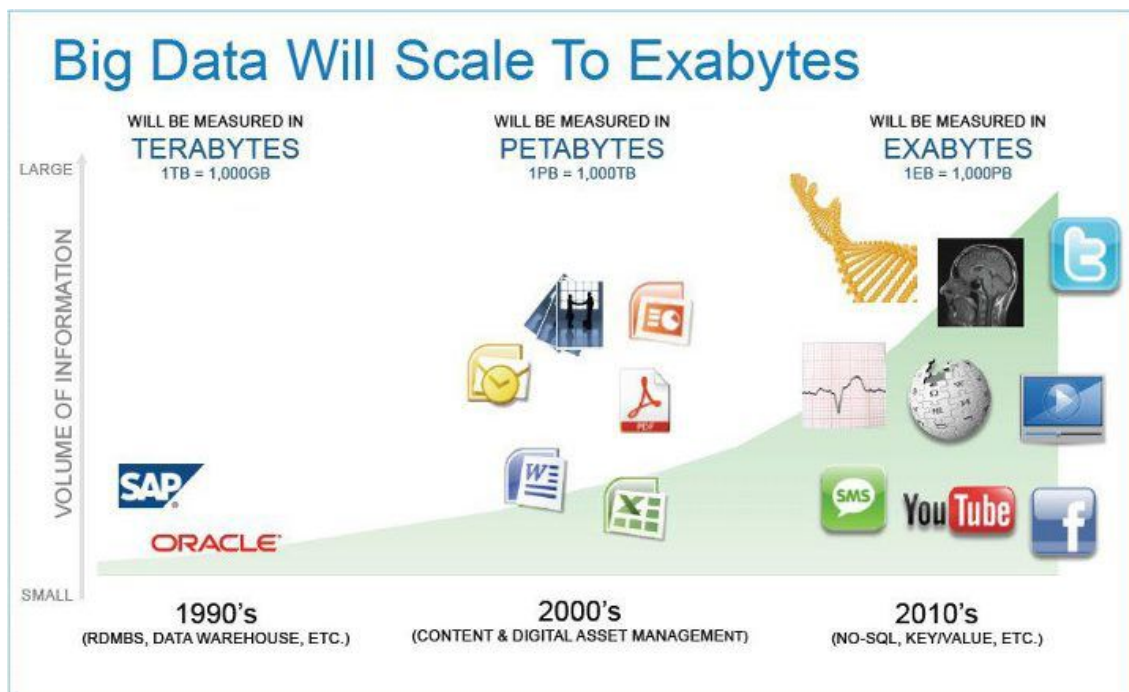 Big Data Will Scale To Exabytes
WILL BE MEASURED IN
TERABYTES
1TB = 1,000GB
WILL BE MEASURED IN
PETABYTES
1PB = 1,000TB
WILL BE MEASURED IN
EXABYTES
1EB = 1,000PB
LARGE
VOLUME OF INFORMATION
SMALL
SAP
ORACLE
PDF
W
X
t
SMS
YouTube
f
1990's
(RDMBS, DATA WAREHOUSE, ETC.)
2000's
(CONTENT & DIGITAL ASSET MANAGEMENT)
2010's
(NO-SQL, KEY/VALUE, ETC.)